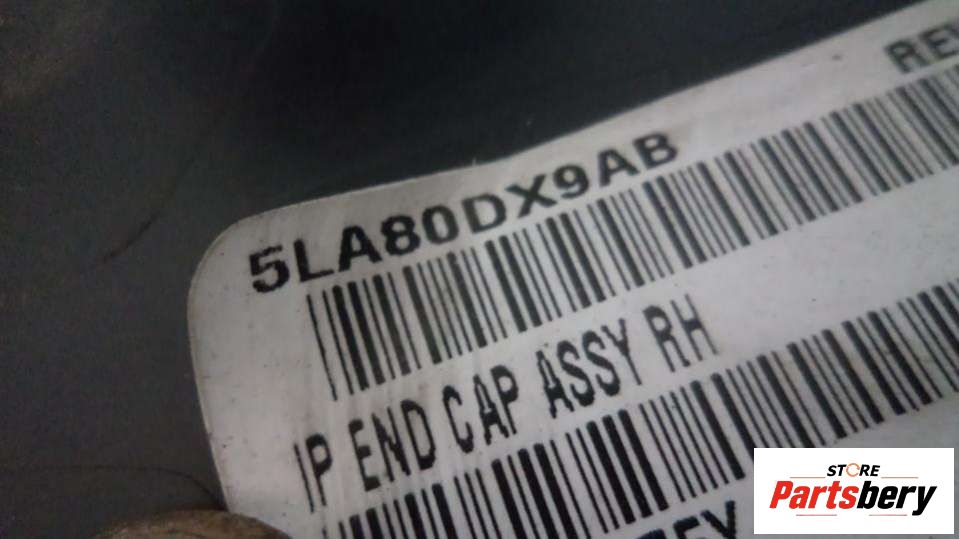 REV
5LA80DX9AB
IP END CAP ASSY RH
STORE
Partsbery